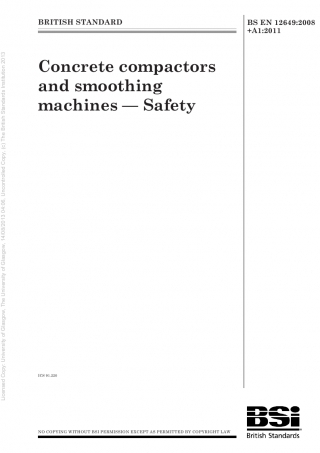 BRITISH STANDARD
BS EN 12649:2008
+A1:2011
Concrete compactors
and smoothing
machines — Safety
Licensed Copy: University of Glasgow, The University of Glasgow, 14/03/2013 04:36, Uncontrolled Copy, (c) The British Standards Institution 2013
ICS 91.220
NO COPYING WITHOUT BSI PERMISSION EXCEPT AS PERMITTED BY COPYRIGHT LAW
BSi
British Standards